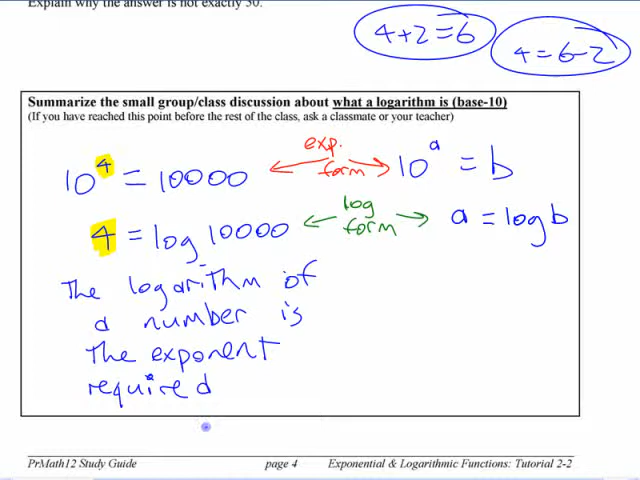 Explain why the answer is not exactly 50.
4+2=6
4=6-2
Summarize the small group/class discussion about what a logarithm is (base-10)
(If you have reached this point before the rest of the class, ask a classmate or your teacher)
10^4 = 10000 exp. form 10^a = b
4 = log 10000 log form a = log b
The logarithm of
a number is
the exponent
required
PrMath12 Study Guide page 4 Exponential & Logarithmic Functions: Tutorial 2-2